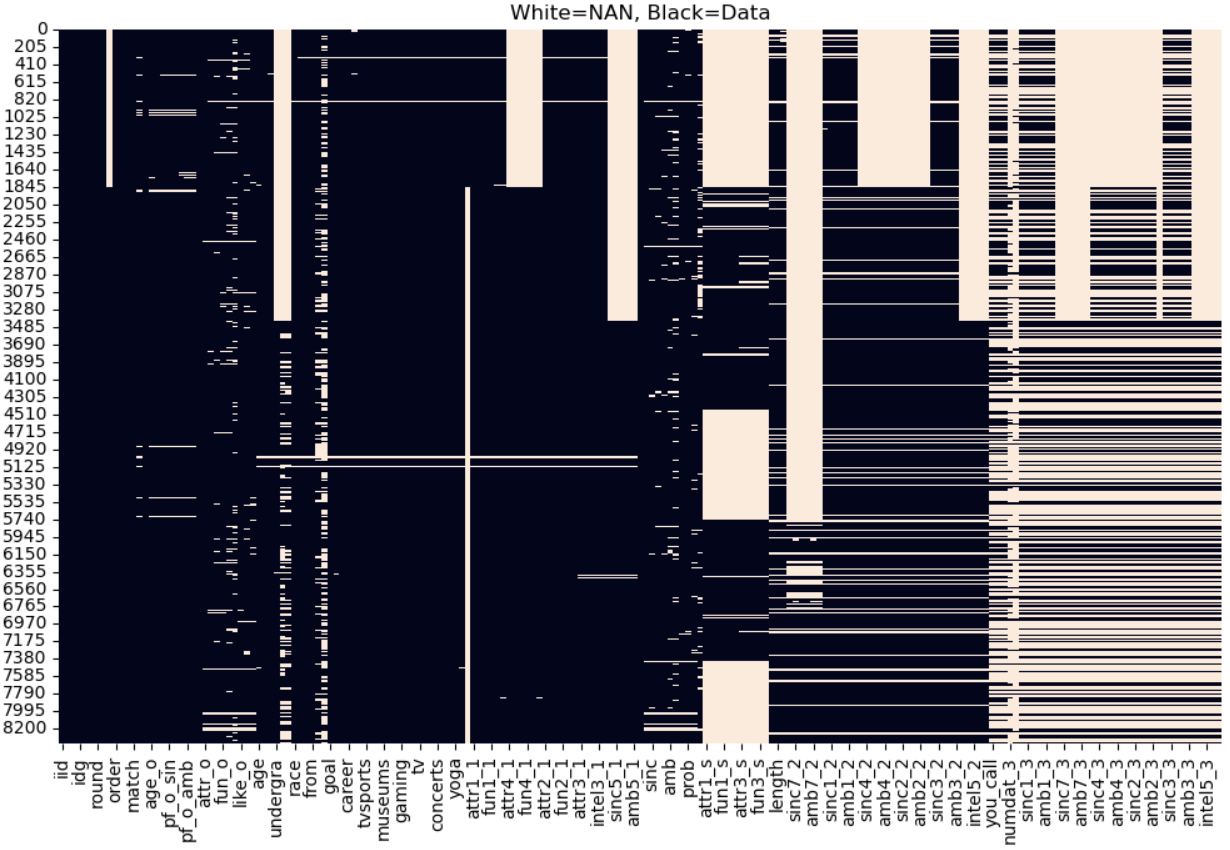 White=NAN, Black=Data
0
205
410
615
820
1025
1230
1435
1640
1845
2050
2255
2460
2665
2870
3075
3280
3485
3690
3895
4100
4305
4510
4715
4920
5125
5330
5535
5740
5945
6150
6355
6560
6765
6970
7175
7380
7585
7790
7995
8200
iid
idg
round
order
match
age_o
pf_o_sin
pf_o_amb
attr_o
fun_o
like_o
age
undergra
race
from
goal
career
tvsports
museums
gaming
tv
concerts
yoga
attr1_1
fun1_1
attr4_1
fun4_1
attr2_1
fun2_1
attr3_1
intel3_1
sinc5_1
amb5_1
sinc
amb
prob
attr1_s
fun1_s
attr3_s
fun3_s
length
sinc7_2
amb7_2
sinc1_2
amb1_2
sinc4_2
amb4_2
sinc2_2
amb2_2
sinc3_2
amb3_2
intel5_2
you_call
numdat_3
sinc1_3
amb1_3
sinc7_3
amb7_3
sinc4_3
amb4_3
sinc2_3
amb2_3
sinc3_3
amb3_3
intel5_3